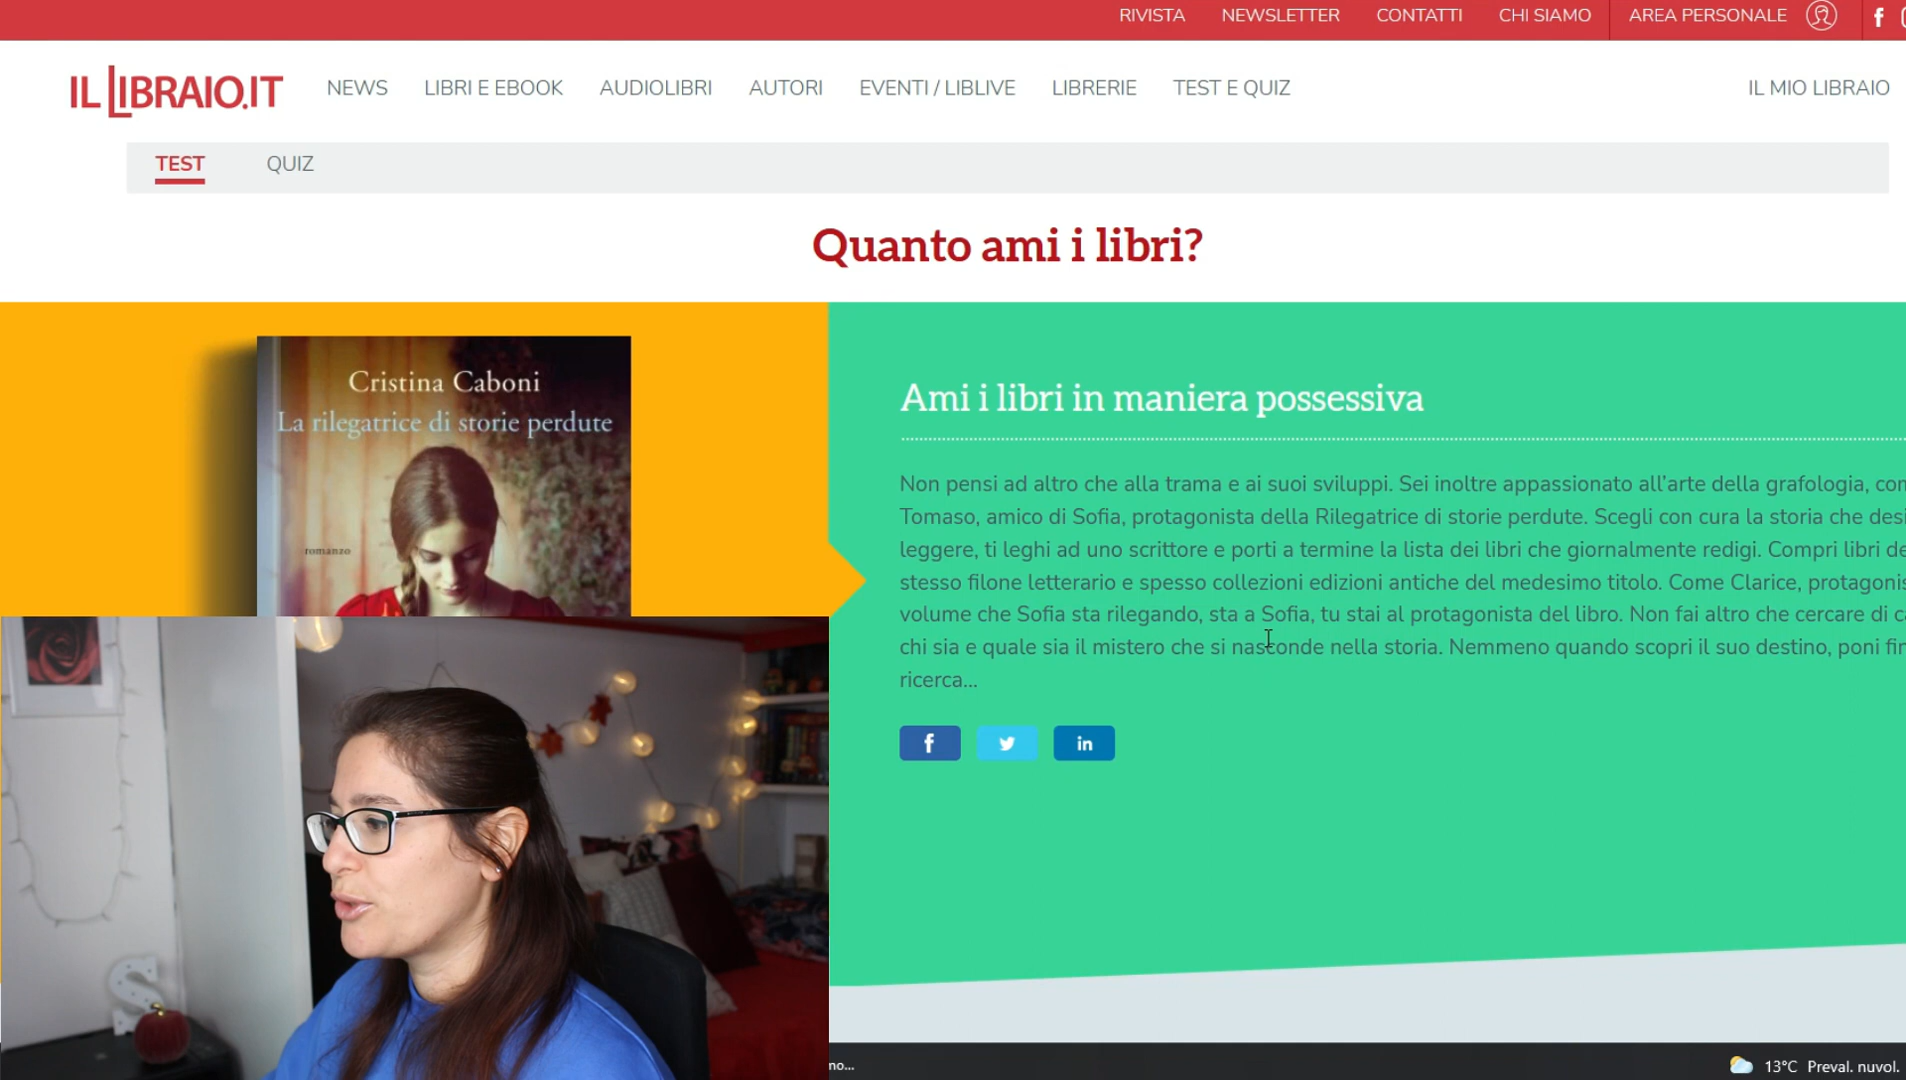 RIVISTA NEWSLETTER CONTATTI CHI SIAMO AREA PERSONALE
IL LIBRAIO.IT NEWS LIBRI E EBOOK AUDIOLIBRI AUTORI EVENTI / LIBLIVE LIBRERIE TEST E QUIZ IL MIO LIBRAIO
TEST QUIZ
Quanto ami i libri?
Cristina Caboni
La rilegatrice di storie perdute
romanzo
Ami i libri in maniera possessiva
Non pensi ad altro che alla trama e ai suoi sviluppi. Sei inoltre appassionato all'arte della grafologia,
Tomaso, amico di Sofia, protagonista della Rilegatrice di storie perdute. Scegli con cura la storia che
leggere, ti leghi ad uno scrittore e porti a termine la lista dei libri che giornalmente redigi. Compri libri
stesso filone letterario e spesso collezioni edizioni antiche del medesimo titolo. Come Clarice,
volume che Sofia sta rilegando, sta a Sofia, tu stai al protagonista del libro. Non fai altro che cercare di
chi sia e quale sia il mistero che si nasconde nella storia. Nemmeno quando scopri il suo destino, poni
ricerca...
13°C Preval. nuvol.